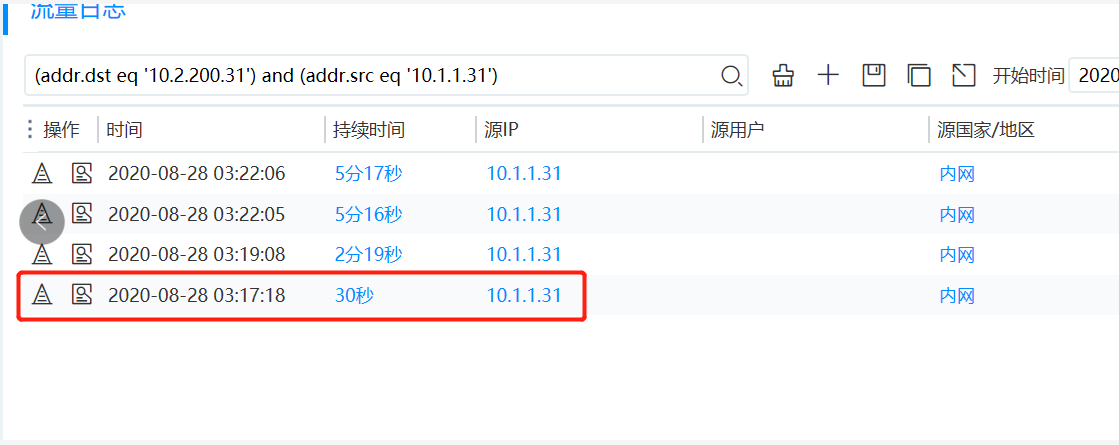 流量日志
(addr.dst eq '10.2.200.31') and (addr.src eq '10.1.1.31')
开始时间 2020
操作 时间 持续时间 源IP 源用户 源国家/地区
2020-08-28 03:22:06 5分17秒 10.1.1.31 内网
2020-08-28 03:22:05 5分16秒 10.1.1.31 内网
2020-08-28 03:19:08 2分19秒 10.1.1.31 内网
2020-08-28 03:17:18 30秒 10.1.1.31 内网